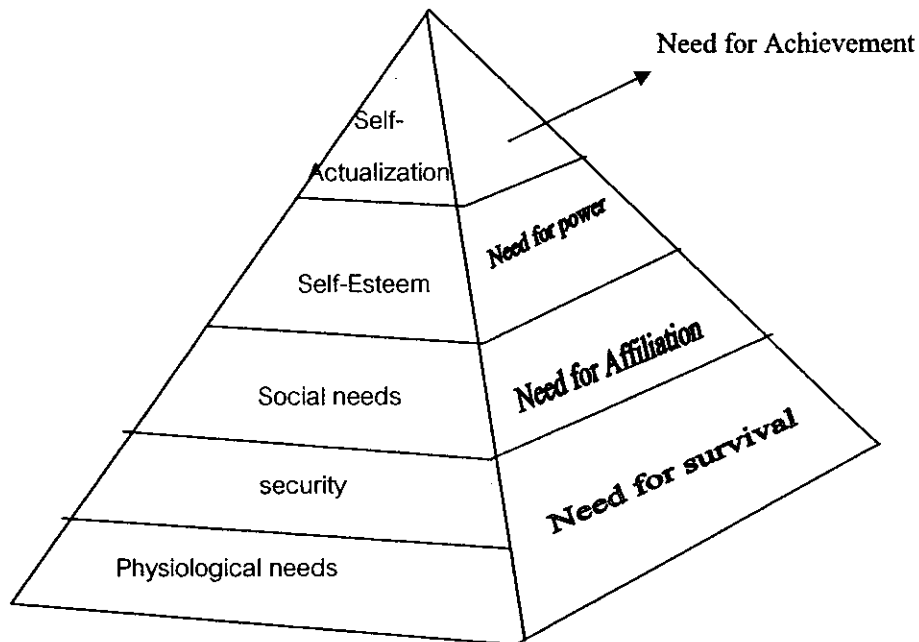 Need for Achievement
Self-
Actualization
Need for power
Self-Esteem
Need for Affiliation
Social needs
Need for survival
security
Physiological needs